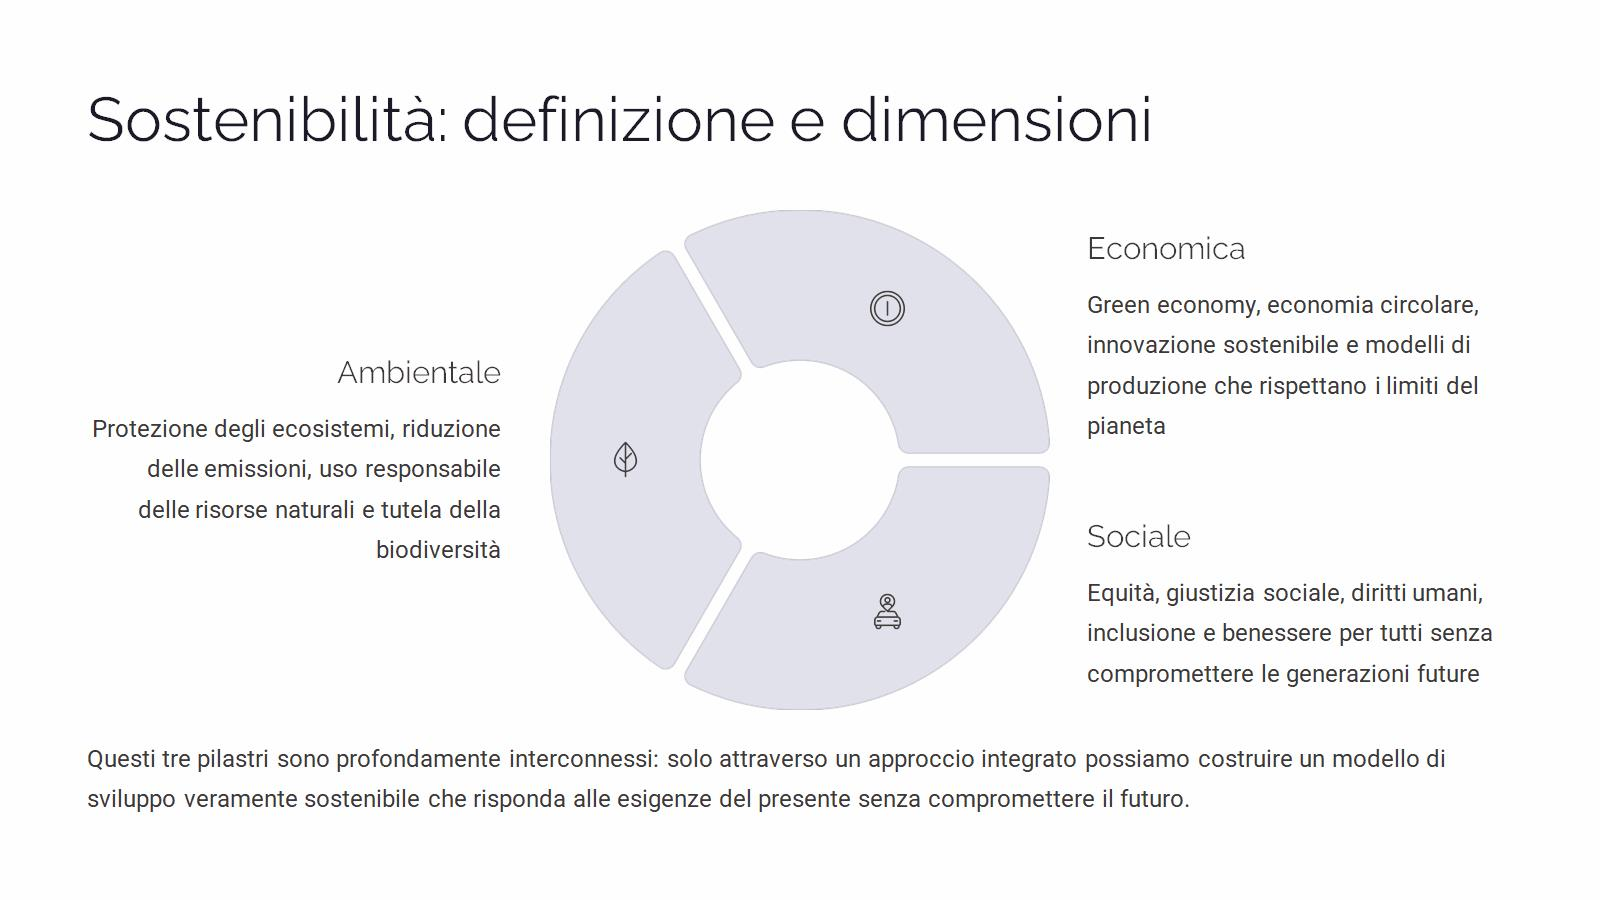 Sostenibilità: definizione e dimensioni
Ambientale
Protezione degli ecosistemi, riduzione
delle emissioni, uso responsabile
delle risorse naturali e tutela della
biodiversità
Economica
Green economy, economia circolare,
innovazione sostenibile e modelli di
produzione che rispettano i limiti del
pianeta
Sociale
Equità, giustizia sociale, diritti umani,
inclusione e benessere per tutti senza
compromettere le generazioni future
Questi tre pilastri sono profondamente interconnessi: solo attraverso un approccio integrato possiamo costruire un modello di
sviluppo veramente sostenibile che risponda alle esigenze del presente senza compromettere il futuro.